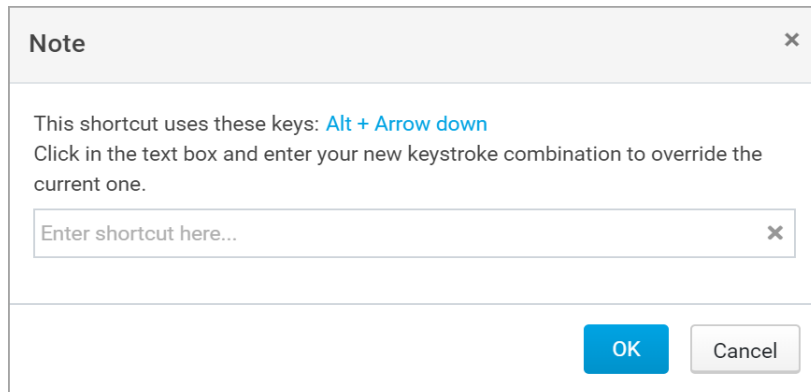 Note
This shortcut uses these keys: Alt + Arrow down
Click in the text box and enter your new keystroke combination to override the
current one.
Enter shortcut here...
OK
Cancel